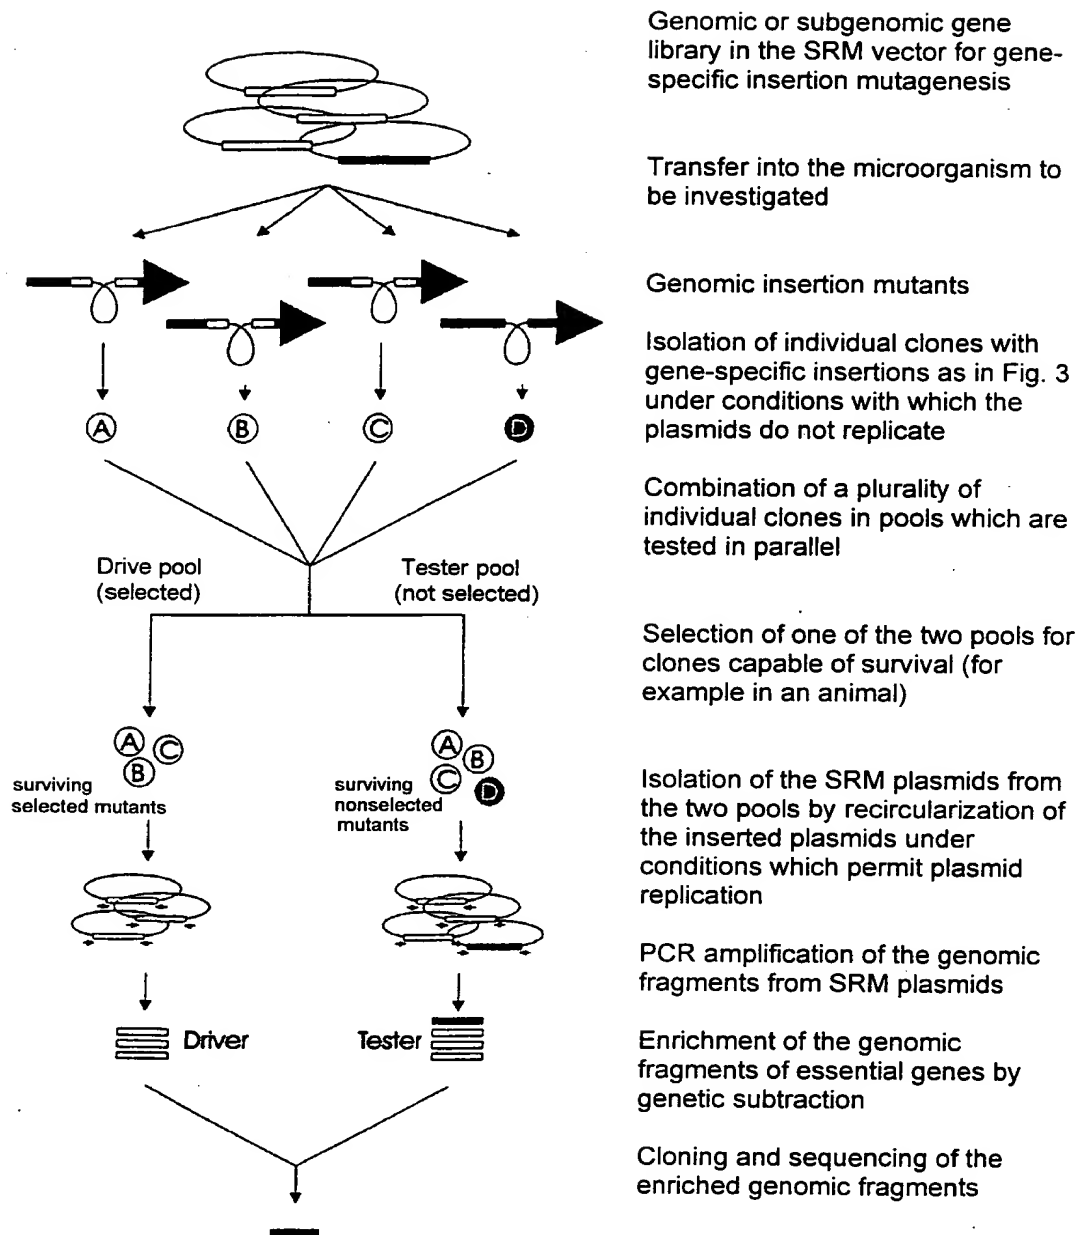 Genomic or subgenomic gene
library in the SRM vector for gene-
specific insertion mutagenesis
Transfer into the microorganism to
be investigated
Genomic insertion mutants
Isolation of individual clones with
gene-specific insertions as in Fig. 3
under conditions with which the
plasmids do not replicate
A
B
C
D
Combination of a plurality of
individual clones in pools which are
tested in parallel
Drive pool
(selected)
Tester pool
(not selected)
Selection of one of the two pools for
clones capable of survival (for
example in an animal)
A
C
B
surviving
selected mutants
A
B
C
D
surviving
nonselected
mutants
Isolation of the SRM plasmids from
the two pools by recircularization of
the inserted plasmids under
conditions which permit plasmid
replication
PCR amplification of the genomic
fragments from SRM plasmids
Driver
Tester
Enrichment of the genomic
fragments of essential genes by
genetic subtraction
Cloning and sequencing of the
enriched genomic fragments